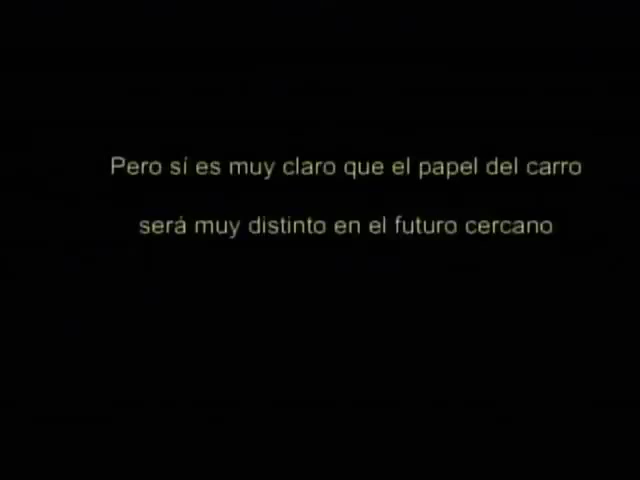 Pero sí es muy claro que el papel del carro
será muy distinto en el futuro cercano